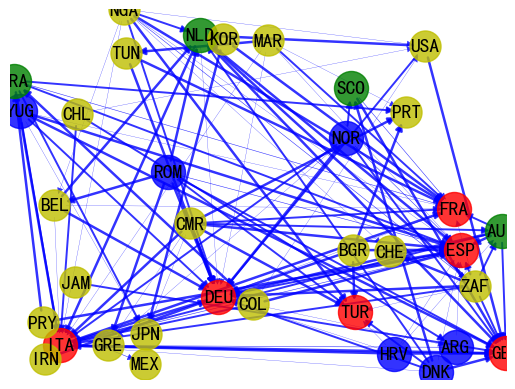 NGA
NLD
KOR
MAR
USA
TUN
RA
SCO
YUG
CHL
PRT
NOR
ROM
BEL
FRA
CMR
AU
BGR
CHE
ESP
JAM
ZAF
DEU
COL
TUR
PRY
JPN
ITA
GRE
ARG
HRV
GB
IRN
MEX
DNK